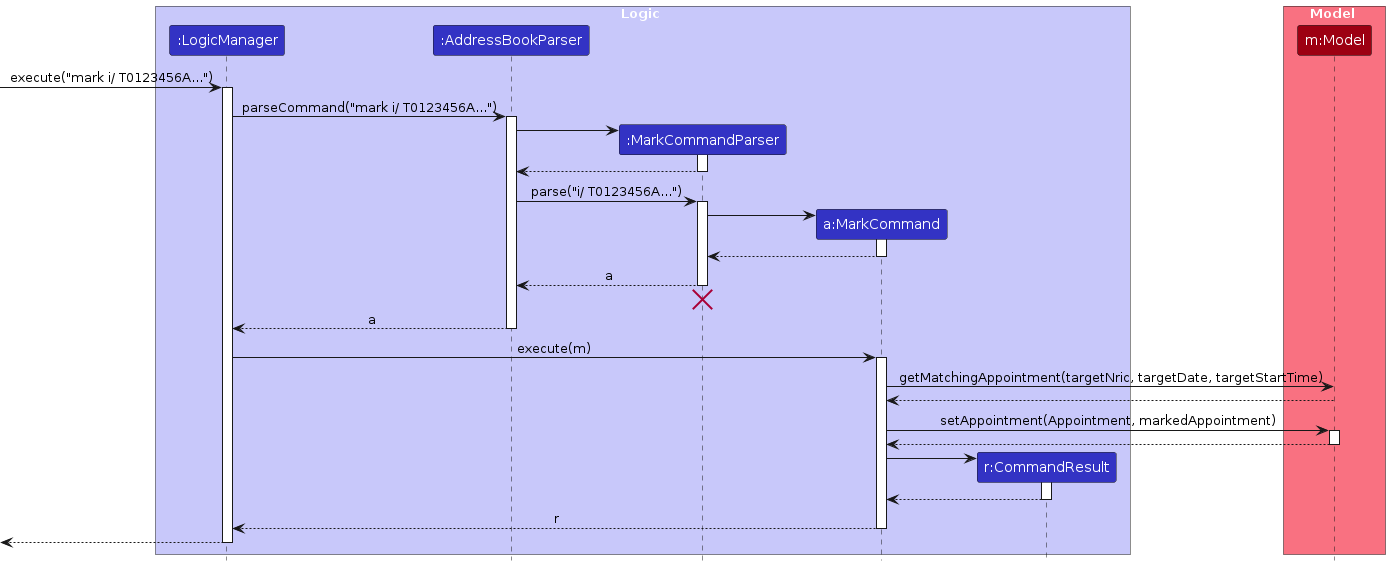 Logic
Model
:LogicManager
:AddressBookParser
m:Model
execute("mark i/ T0123456A...")
parseCommand("mark i/ T0123456A...")
:MarkCommandParser
parse("i/ T0123456A...")
a:MarkCommand
a
a
execute(m)
getMatchingAppointment(targetNric, targetDate, targetStartTime)
setAppointment(Appointment, markedAppointment)
r:CommandResult
r